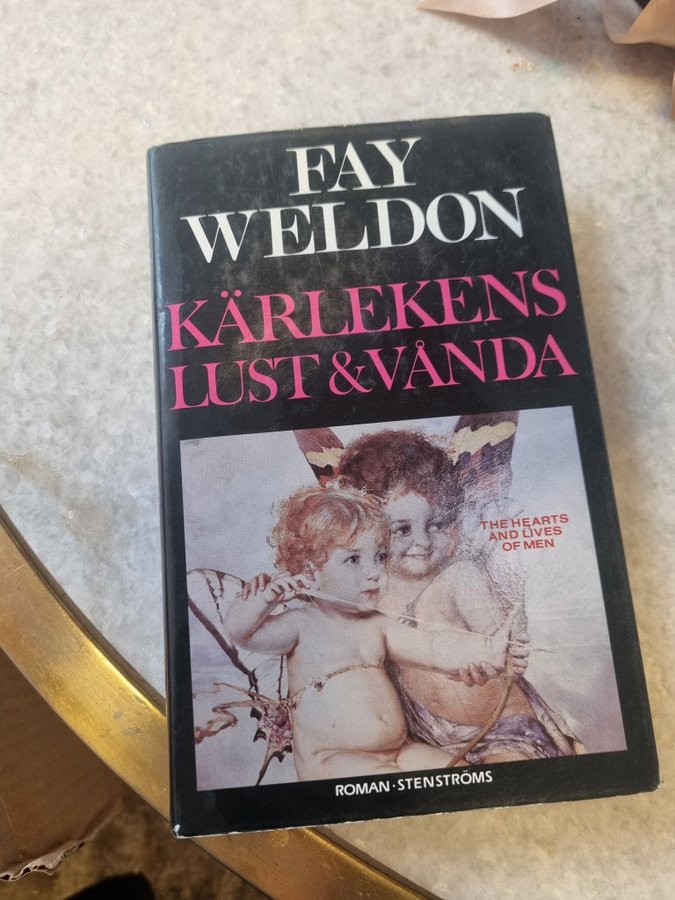 FAY
WELDON
KÄRLEKENS
LUST & VÅNDA
THE HEARTS
AND LIVES
OF MEN
ROMAN · STENSTRÖMS